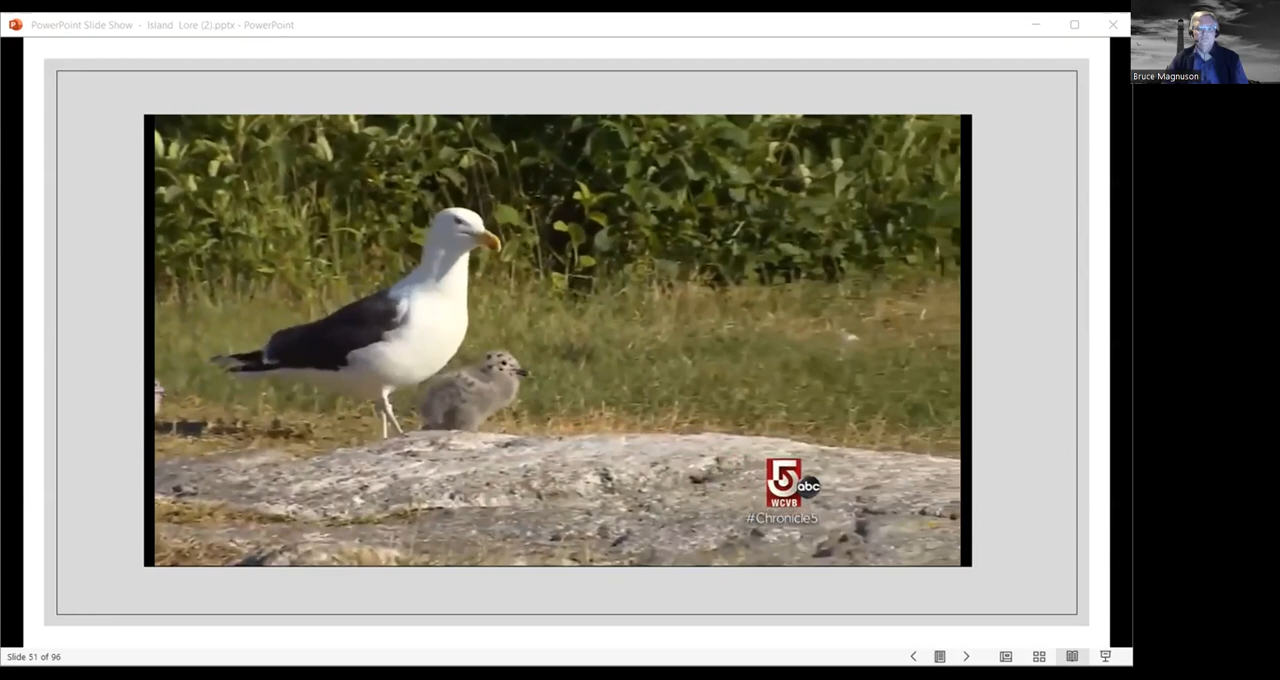 PowerPoint Slide Show - Island Lore (2).pptx - PowerPoint
Bruce Magnuson
5
abc
WCVB
#Chronicle5
Slide 51 of 96